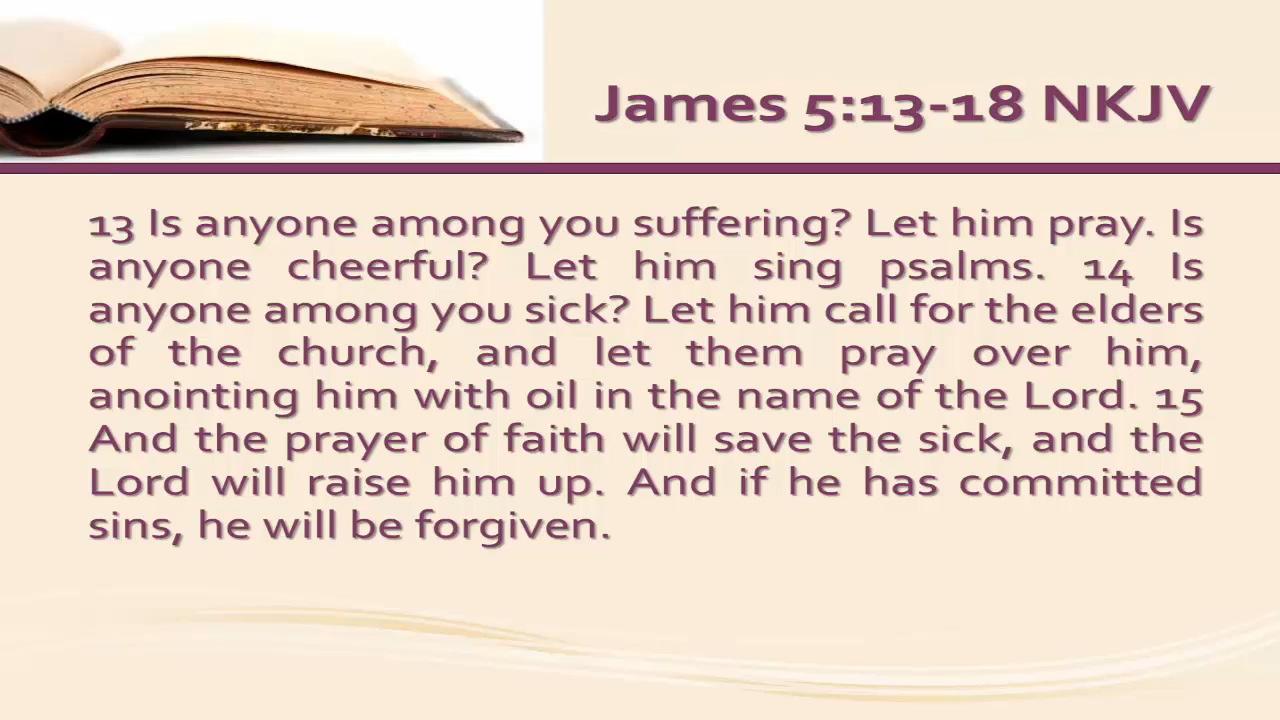 James 5:13-18 NKJV
13 Is anyone among you suffering? Let him pray. Is
anyone cheerful? Let him sing psalms. 14 Is
anyone among you sick? Let him call for the elders
of the church, and let them pray over him,
anointing him with oil in the name of the Lord. 15
And the prayer of faith will save the sick, and the
Lord will raise him up. And if he has committed
sins, he will be forgiven.